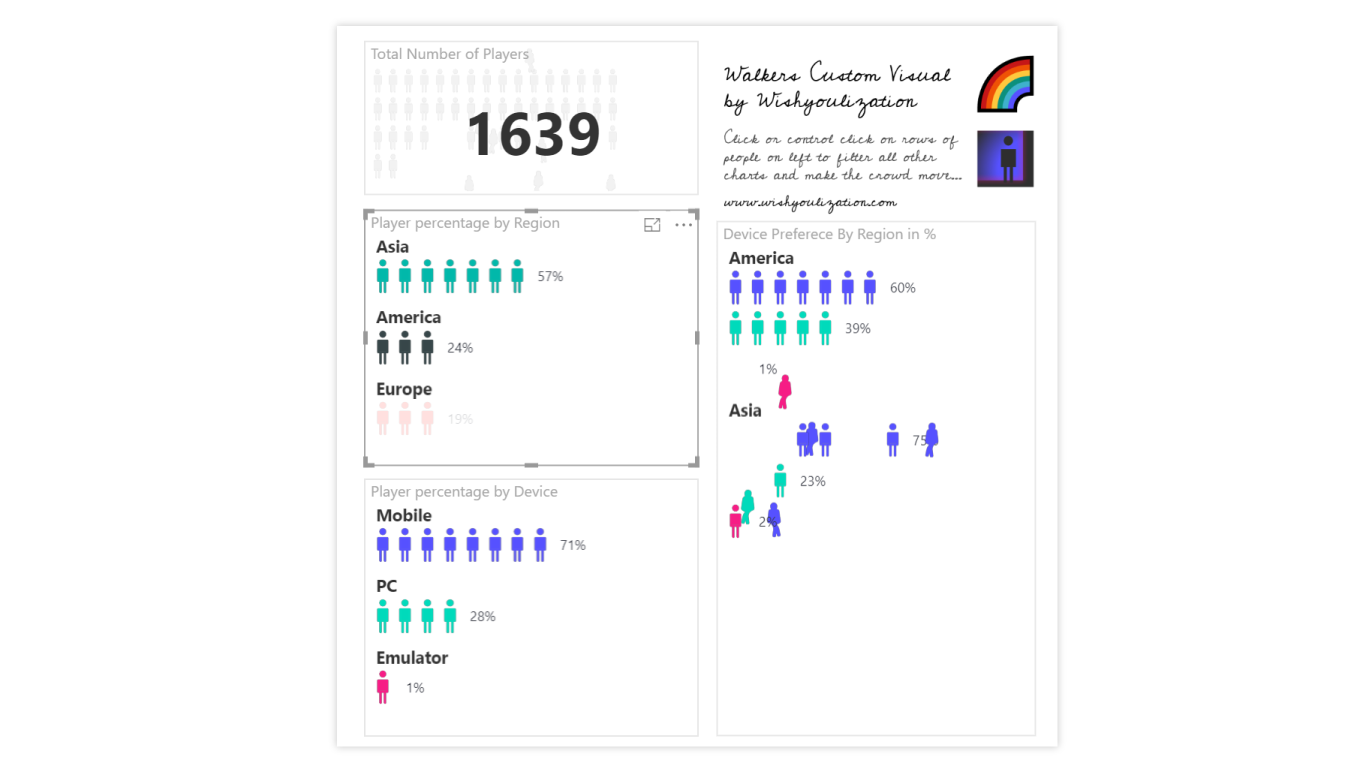 Total Number of Players
1639
Walkers Custom Visual
by Wishyoulization
Click or control click on rows of
people on left to filter all other
charts and make the crowd move...
www.wishyoulization.com
Player percentage by Region
Asia
57%
America
24%
Europe
19%
Player percentage by Device
Mobile
71%
PC
28%
Emulator
1%
Device Preferece By Region in %
America
60%
39%
1%
Asia
23%
2%